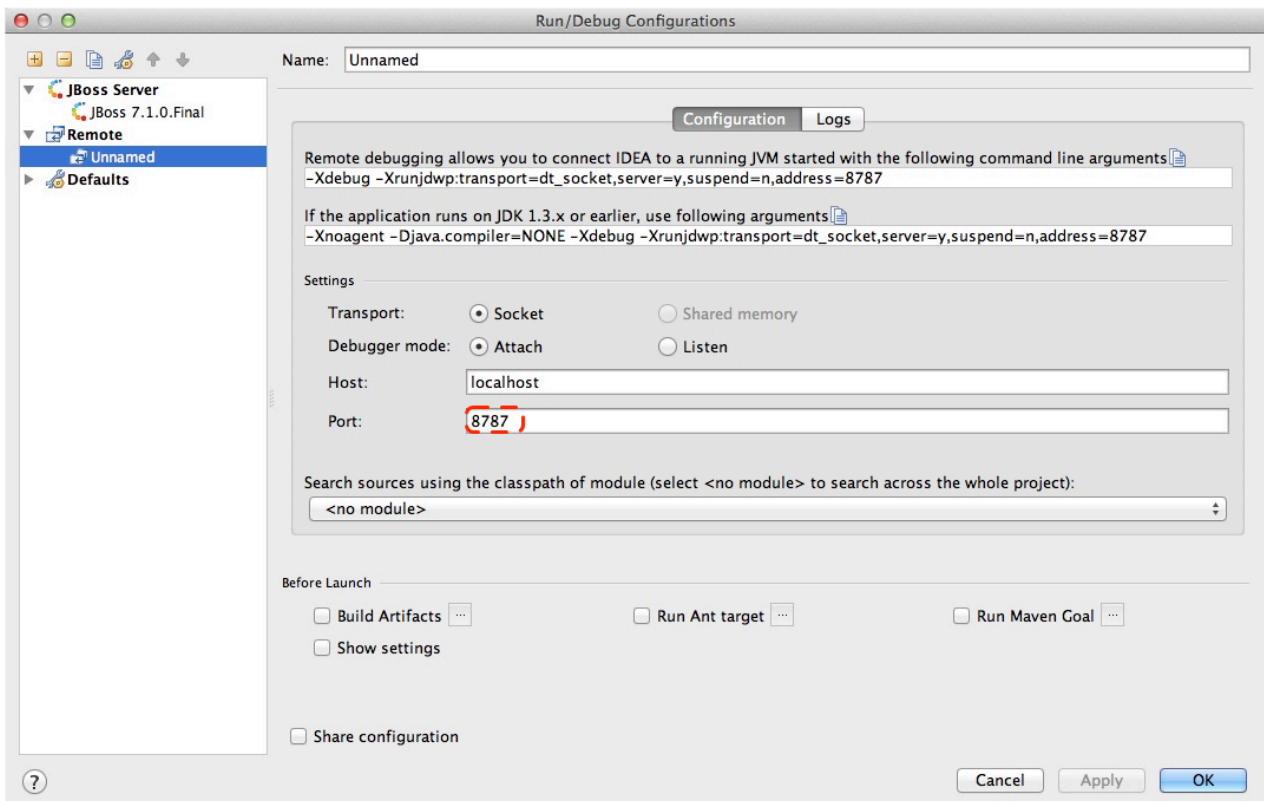 Run/Debug Configurations
Name: Unnamed
JBoss Server
JBoss 7.1.0.Final
Remote
Unnamed
Defaults
Configuration Logs
Remote debugging allows you to connect IDEA to a running JVM started with the following command line arguments
-Xdebug -Xrunjdwp:transport=dt_socket,server=y,suspend=n,address=8787
If the application runs on JDK 1.3.x or earlier, use following arguments
-Xnoagent -Djava.compiler=NONE -Xdebug -Xrunjdwp:transport=dt_socket,server=y,suspend=n,address=8787
Settings
Transport: Socket Shared memory
Debugger mode: Attach Listen
Host: localhost
Port: 8787
Search sources using the classpath of module (select <no module> to search across the whole project):
<no module>
Before Launch
Build Artifacts ... Run Ant target ... Run Maven Goal ...
Show settings
Share configuration
? Cancel Apply OK